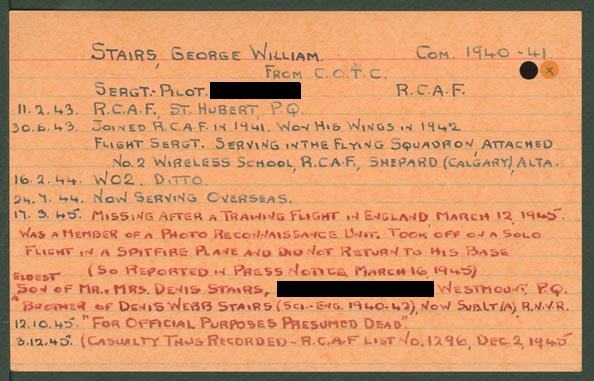 STAIRS, GEORGE WILLIAM. COM. 1940-41
FROM C.O.T.C.
SERGT.-PILOT. R.C.A.F.
11.2.43. R.C.A.F., ST. HUBERT, P.Q.
30.6.43. JOINED R.C.A.F. IN 1941. WON HIS WINGS IN 1942
FLIGHT SERGT. SERVING IN THE FLYING SQUADRON, ATTACHED
NO.2 WIRELESS SCHOOL, R.C.A.F., SHEPARD (CALGARY), ALTA.
16.2.44. WO2. DITTO.
24.7.44. NOW SERVING OVERSEAS.
17.3.45. MISSING AFTER A TRAINING FLIGHT IN ENGLAND, MARCH 12, 1945.
WAS A MEMBER OF A PHOTO RECONNAISSANCE UNIT. TOOK OFF ON A SOLO
FLIGHT IN A SPITFIRE PLANE AND DID NOT RETURN TO HIS BASE
(SO REPORTED IN PRESS NOTICE, MARCH 16, 1945)
ELDEST
SON OF MR. & MRS. DENIS STAIRS, WESTMOUNT, P.Q.
BROTHER OF DENIS WEBB STAIRS (SCI.-ENG. 1940-42), NOW SUB.LT(A), R.N.V.R.
12.10.45. "FOR OFFICIAL PURPOSES PRESUMED DEAD".
3.12.45. (CASUALTY THUS RECORDED - R.C.A.F. LIST NO. 1296, DEC. 2, 1945